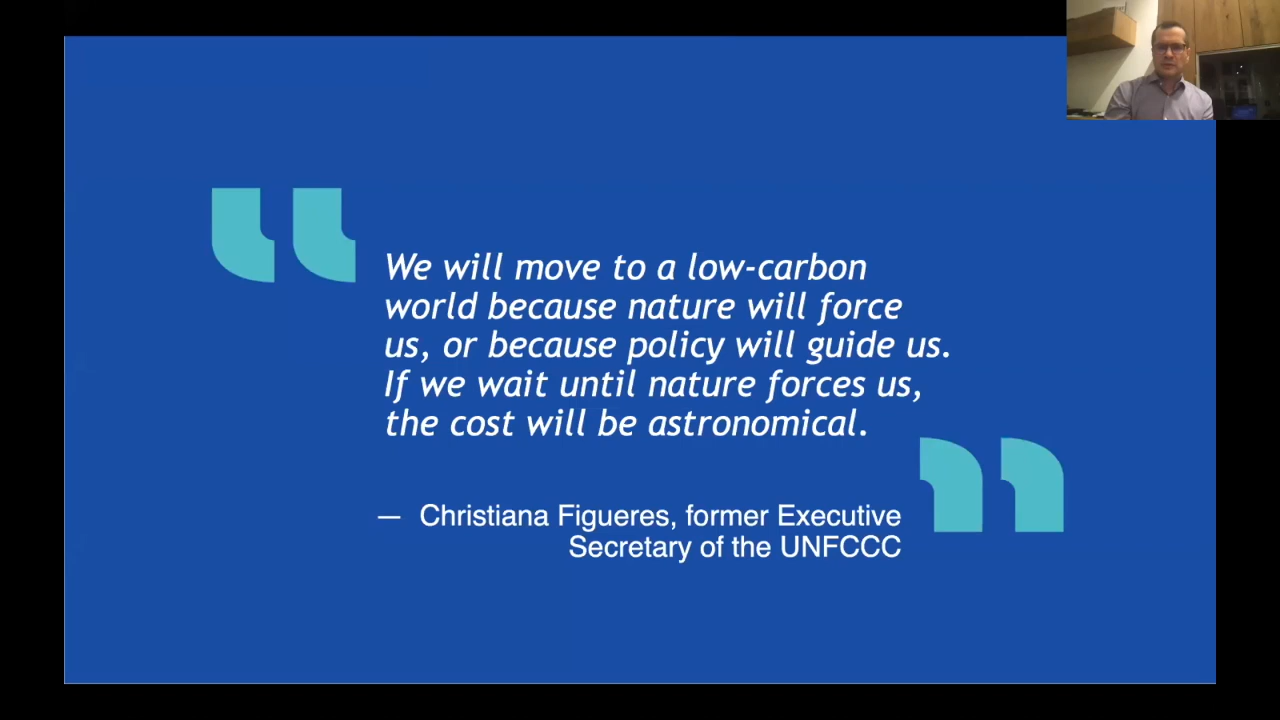 We will move to a low-carbon
world because nature will force
us, or because policy will guide us.
If we wait until nature forces us,
the cost will be astronomical.
— Christiana Figueres, former Executive
Secretary of the UNFCCC